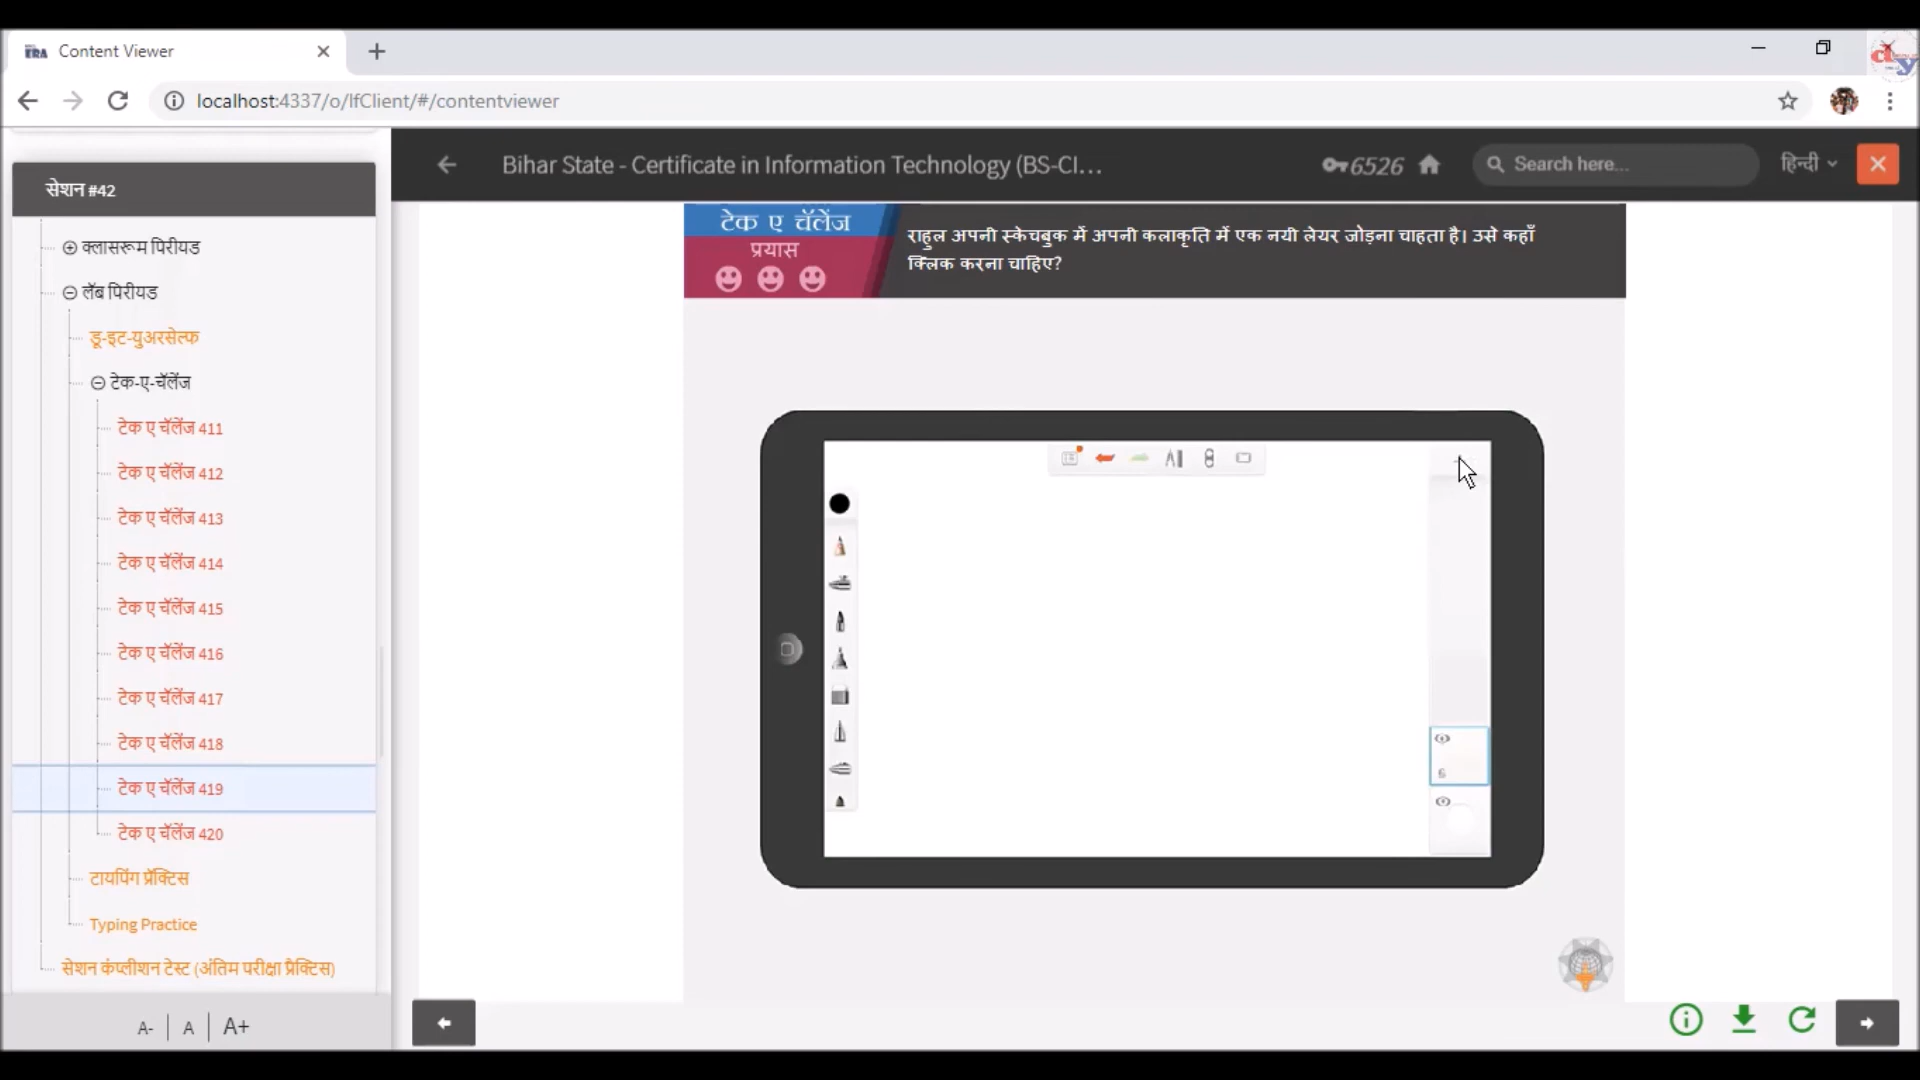 Content Viewer
localhost:4337/o/lfClient/#/contentviewer
Bihar State - Certificate in Information Technology (BS-CI...
6526
Search here...
हिन्दी
सेशन #42
क्लासरूम पिरीयड
लॅब पिरीयड
डू-इट-युअरसेल्फ
टेक-ए-चॅलेंज
टेक ए चॅलेंज 411
टेक ए चॅलेंज 412
टेक ए चॅलेंज 413
टेक ए चॅलेंज 414
टेक ए चॅलेंज 415
टेक ए चॅलेंज 416
टेक ए चॅलेंज 417
टेक ए चॅलेंज 418
टेक ए चॅलेंज 419
टेक ए चॅलेंज 420
टायपिंग प्रॅक्टिस
Typing Practice
सेशन कंप्लीशन टेस्ट (अंतिम परीक्षा प्रैक्टिस)
A- A A+
टेक ए चॅलेंज
प्रयास
राहुल अपनी स्केचबुक में अपनी कलाकृति में एक नयी लेयर जोड़ना चाहता है। उसे कहाँ
क्लिक करना चाहिए?